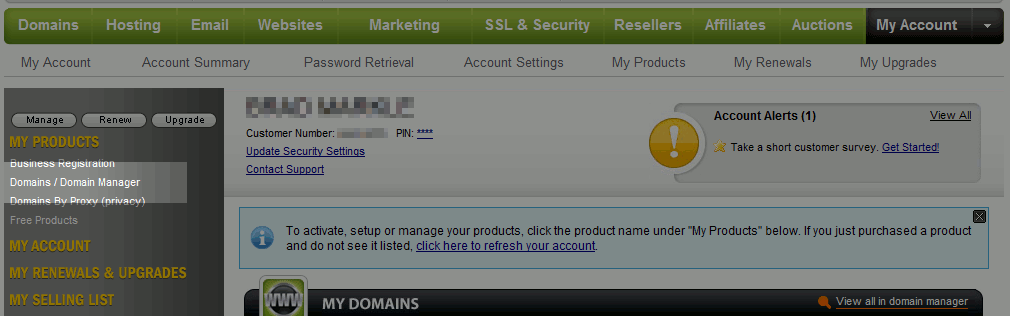 Domains Hosting Email Websites Marketing SSL & Security Resellers Affiliates Auctions My Account
My Account Account Summary Password Retrieval Account Settings My Products My Renewals My Upgrades
Manage Renew Upgrade
MY PRODUCTS
Business Registration
Domains / Domain Manager
Domains By Proxy (privacy)
Free Products
MY ACCOUNT
MY RENEWALS & UPGRADES
MY SELLING LIST
Customer Number: PIN: ****
Update Security Settings
Contact Support
Account Alerts (1) View All
Take a short customer survey. Get Started!
To activate, setup or manage your products, click the product name under "My Products" below. If you just purchased a product
and do not see it listed, click here to refresh your account.
WWW MY DOMAINS View all in domain manager